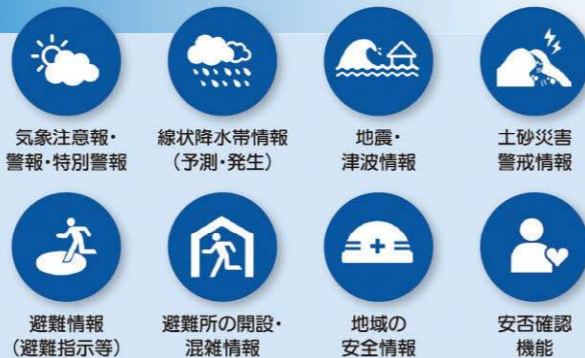 気象注意報・
警報・特別警報
線状降水帯情報
（予測・発生）
地震・
津波情報
土砂災害
警戒情報
避難情報
（避難指示等）
避難所の開設・
混雑情報
地域の
安全情報
安否確認
機能